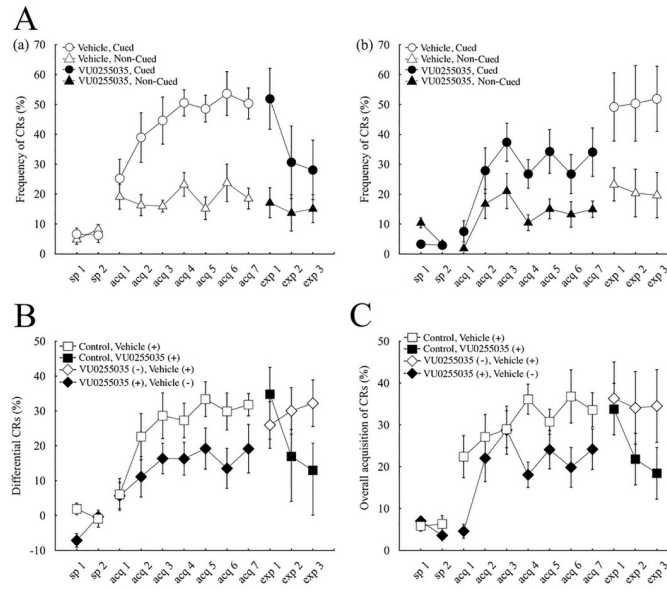 A
(a)
70
60
50
40
30
20
10
0
Frequency of CRs (%)
Vehicle, Cued
Vehicle, Non-Cued
VU0255035, Cued
VU0255035, Non-Cued
sp 1
sp 2
acq 1
acq 2
acq 3
acq 4
acq 5
acq 6
acq 7
exp 1
exp 2
exp 3
(b)
70
60
50
40
30
20
10
0
Frequency of CRs (%)
Vehicle, Cued
Vehicle, Non-Cued
VU0255035, Cued
VU0255035, Non-Cued
sp 1
sp 2
acq 1
acq 2
acq 3
acq 4
acq 5
acq 6
acq 7
exp 1
exp 2
exp 3
B
50
40
30
20
10
0
-10
Differential CRs (%)
Control, Vehicle (+)
Control, VU0255035 (+)
VU0255035 (-), Vehicle (+)
VU0255035 (+), Vehicle (-)
sp 1
sp 2
acq 1
acq 2
acq 3
acq 4
acq 5
acq 6
acq 7
exp 1
exp 2
exp 3
C
50
40
30
20
10
0
Overall acquisition of CRs (%)
Control, Vehicle (+)
Control, VU0255035 (+)
VU0255035 (-), Vehicle (+)
VU0255035 (+), Vehicle (-)
sp 1
sp 2
acq 1
acq 2
acq 3
acq 4
acq 5
acq 6
acq 7
exp 1
exp 2
exp 3